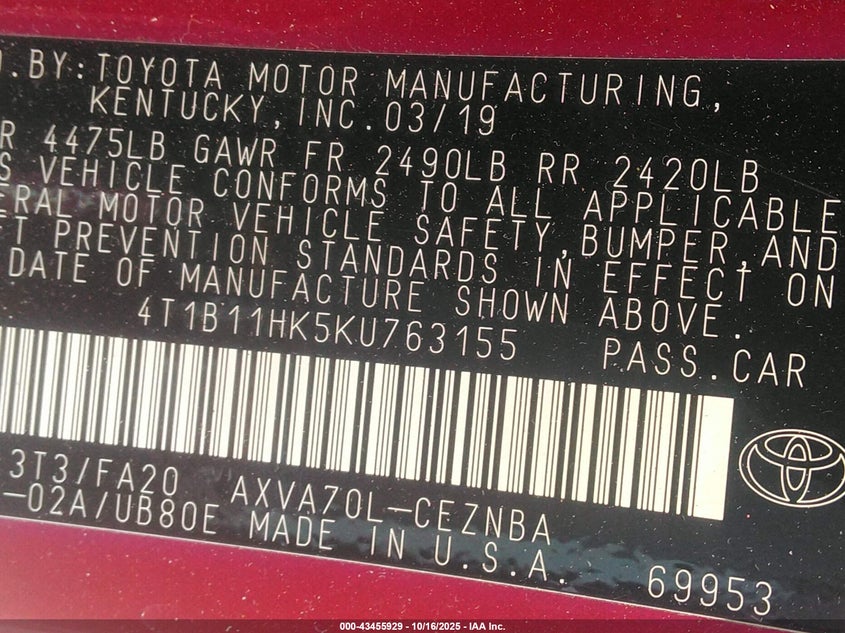 D.BY:TOYOTA MOTOR MANUFACTURING,
KENTUCKY,INC.03/19
R 4475LB GAWR FR 2490LB RR 2420LB
S VEHICLE CONFORMS TO ALL APPLICABLE
ERAL MOTOR VEHICLE SAFETY,BUMPER,AND
FT PREVENTION STANDARDS IN EFFECT ON
DATE OF MANUFACTURE SHOWN ABOVE.
4T1B11HK5KU763155 PASS.CAR
3T3/FA20 AXVA70L-CEZNBA
-02A/UB80E MADE IN U.S.A.
69953
000-43455929 - 10/16/2025 - IAA Inc.